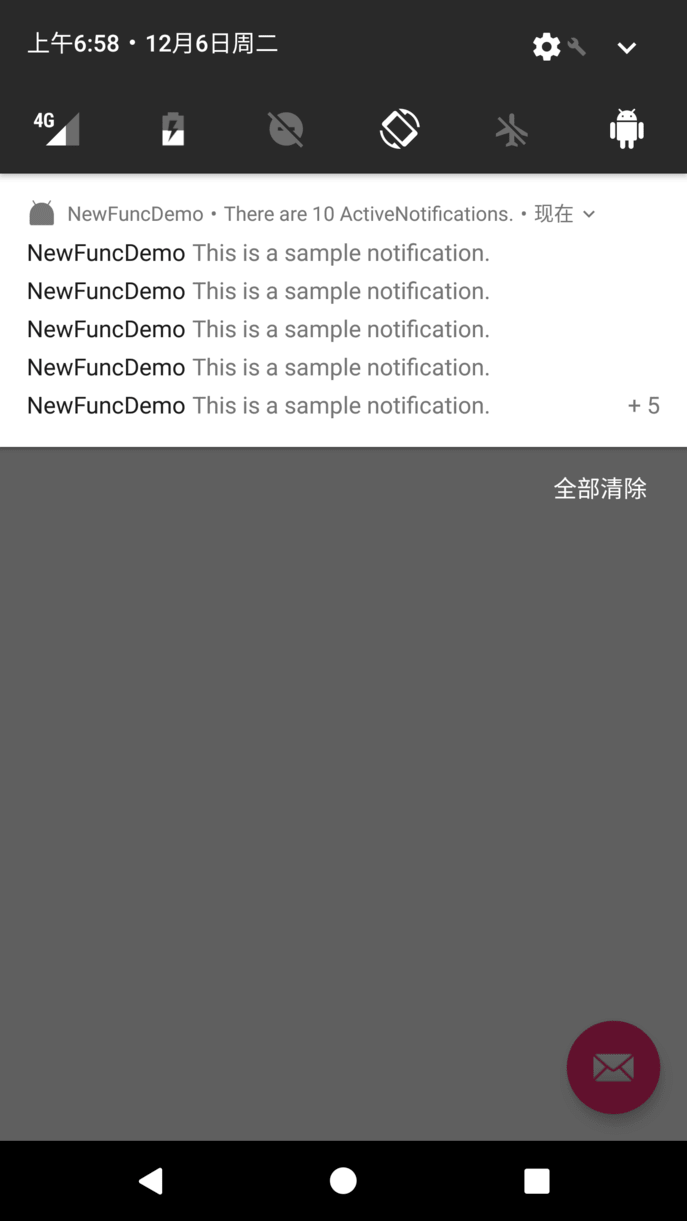 上午6:58 • 12月6日周二
4G
NewFuncDemo • There are 10 ActiveNotifications. • 现在
NewFuncDemo This is a sample notification.
NewFuncDemo This is a sample notification.
NewFuncDemo This is a sample notification.
NewFuncDemo This is a sample notification.
NewFuncDemo This is a sample notification. + 5
全部清除